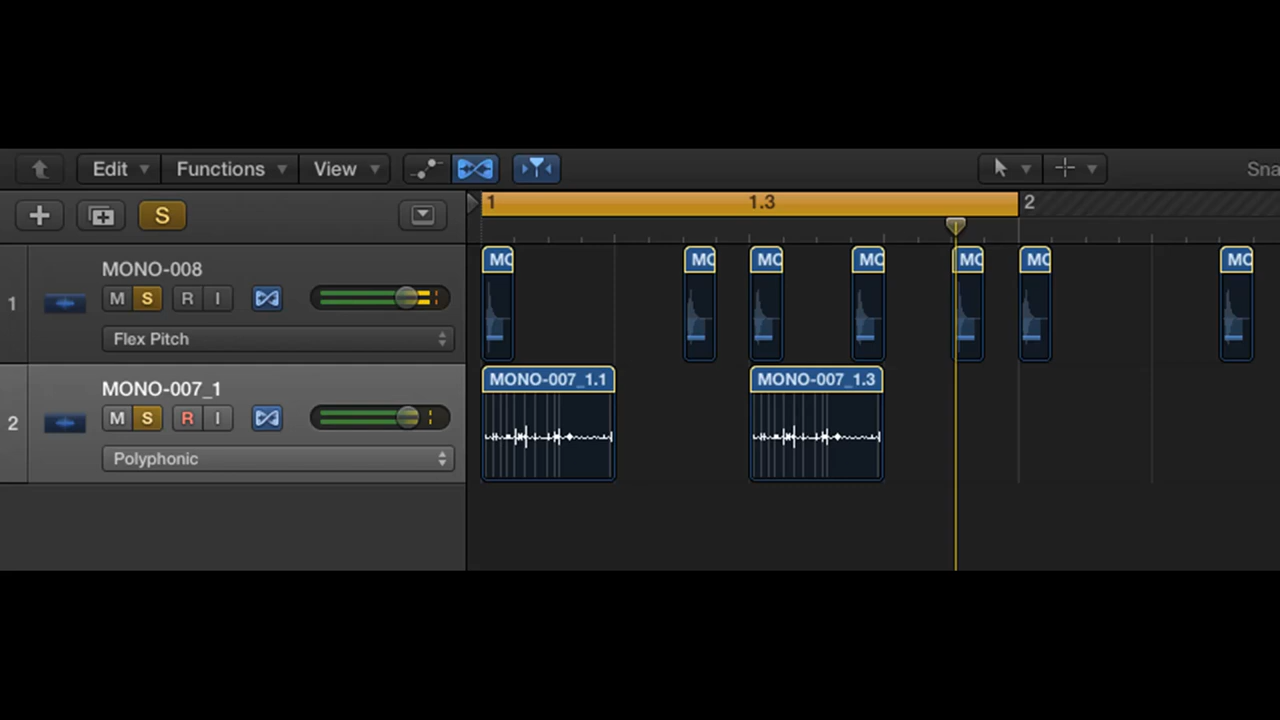 Edit Functions View Sna
S 1 1.3 2
MONO-008 MC MC MC MC MC MC MC
1 M S R I
Flex Pitch
MONO-007_1 MONO-007_1.1 MONO-007_1.3
2 M S R I
Polyphonic